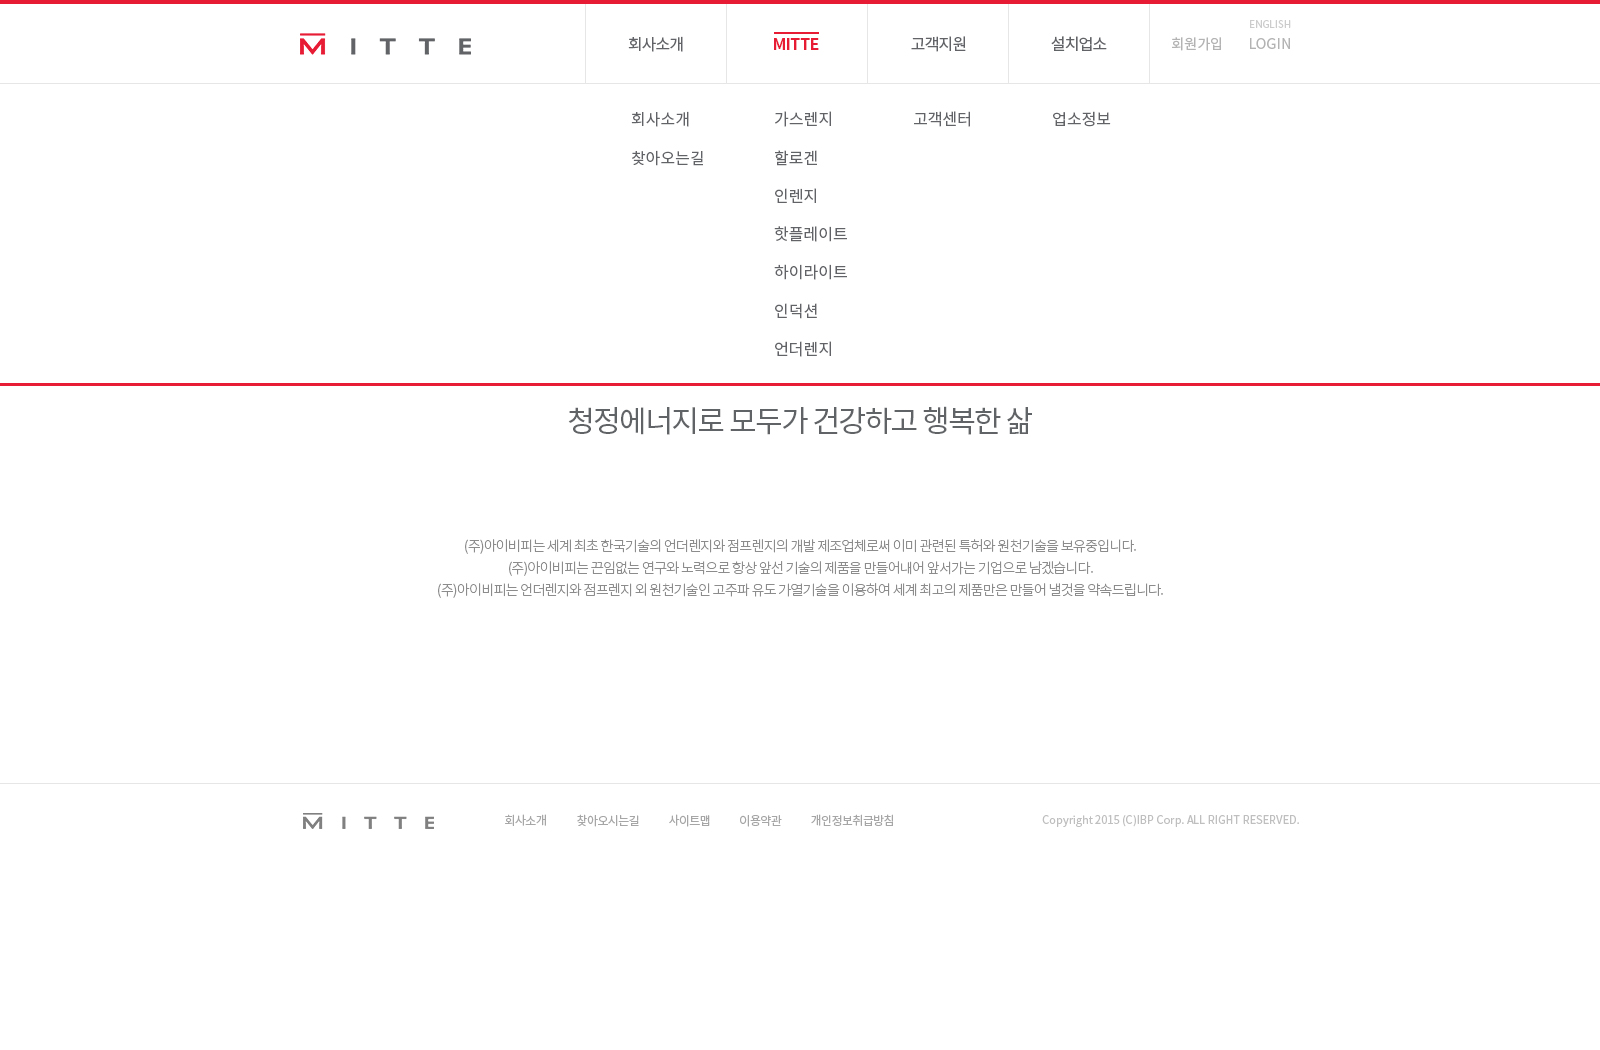 ENGLISH
MITTE 회사소개 MITTE 고객지원 설치업소 회원가입 LOGIN
회사소개 가스렌지 고객센터 업소정보
찾아오는길 할로겐
인렌지
핫플레이트
하이라이트
인덕션
언더렌지
청정에너지로 모두가 건강하고 행복한 삶
(주)아이비피는 세계 최초 한국기술의 언더렌지와 점프렌지의 개발 제조업체로써 이미 관련된 특허와 원천기술을 보유중입니다.
(주)아이비피는 끈임없는 연구와 노력으로 항상 앞선 기술의 제품을 만들어내어 앞서가는 기업으로 남겠습니다.
(주)아이비피는 언더렌지와 점프렌지 외 원천기술인 고주파 유도 가열기술을 이용하여 세계 최고의 제품만은 만들어 낼것을 약속드립니다.
MITTE 회사소개 찾아오시는길 사이트맵 이용약관 개인정보취급방침 Copyright 2015 (C)IBP Corp. ALL RIGHT RESERVED.